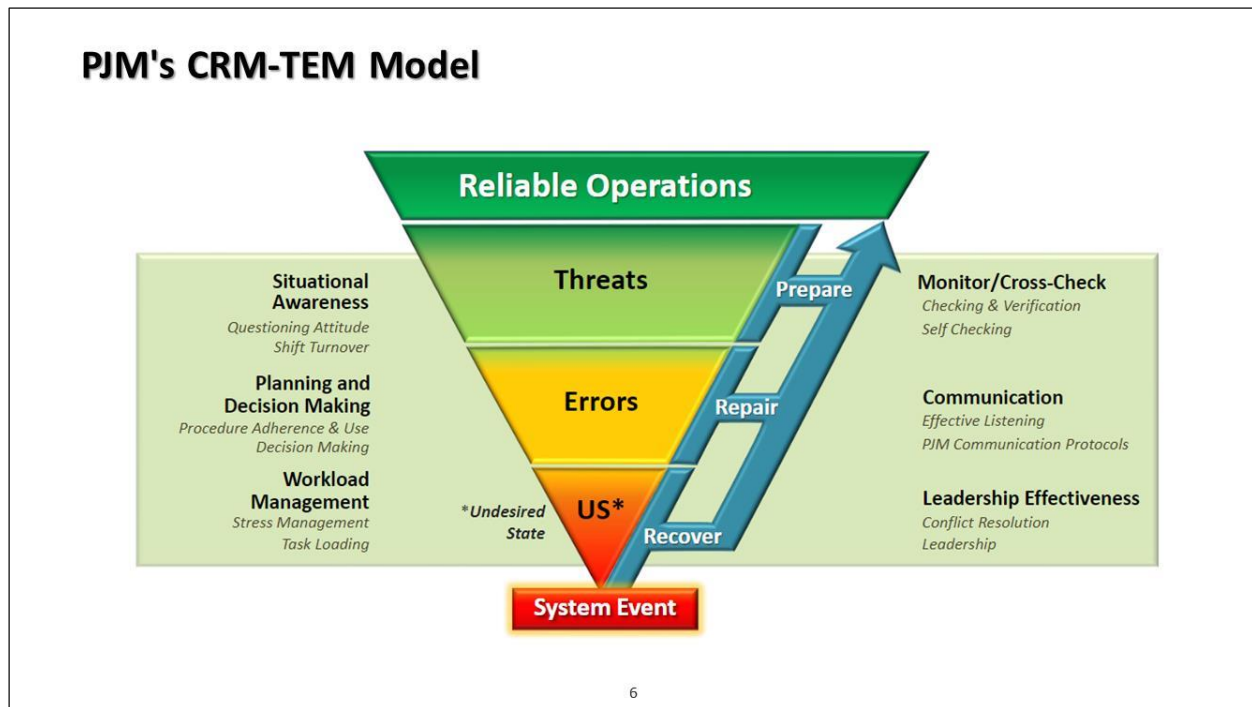 PJM's CRM-TEM Model
Reliable Operations
Situational
Awareness
Questioning Attitude
Shift Turnover
Planning and
Decision Making
Procedure Adherence & Use
Decision Making
Workload
Management
Stress Management
Task Loading
Threats
Errors
*Undesired
State
US*
System Event
Prepare
Repair
Recover
Monitor/Cross-Check
Checking & Verification
Self Checking
Communication
Effective Listening
PJM Communication Protocols
Leadership Effectiveness
Conflict Resolution
Leadership
6